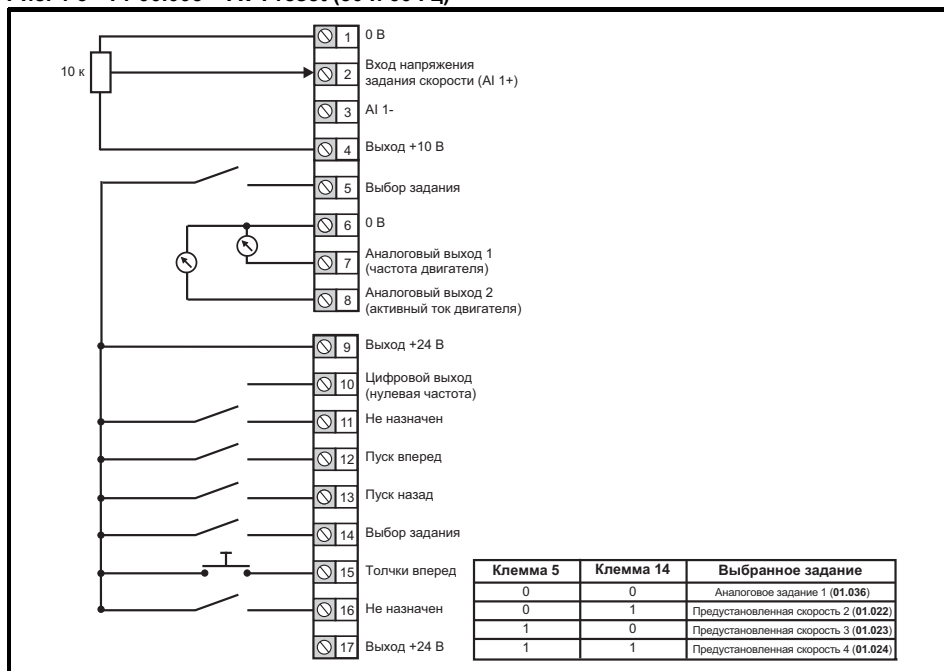 10 к
1 0 В
2 Вход напряжения
задания скорости (AI 1+)
3 AI 1-
4 Выход +10 В
5 Выбор задания
6 0 В
7 Аналоговый выход 1
(частота двигателя)
8 Аналоговый выход 2
(активный ток двигателя)
9 Выход +24 В
10 Цифровой выход
(нулевая частота)
11 Не назначен
12 Пуск вперед
13 Пуск назад
14 Выбор задания
15 Толчки вперед
16 Не назначен
17 Выход +24 В
Клемма 5 Клемма 14 Выбранное задание
0 0 Аналоговое задание 1 (01.036)
0 1 Предустановленная скорость 2 (01.022)
1 0 Предустановленная скорость 3 (01.023)
1 1 Предустановленная скорость 4 (01.024)